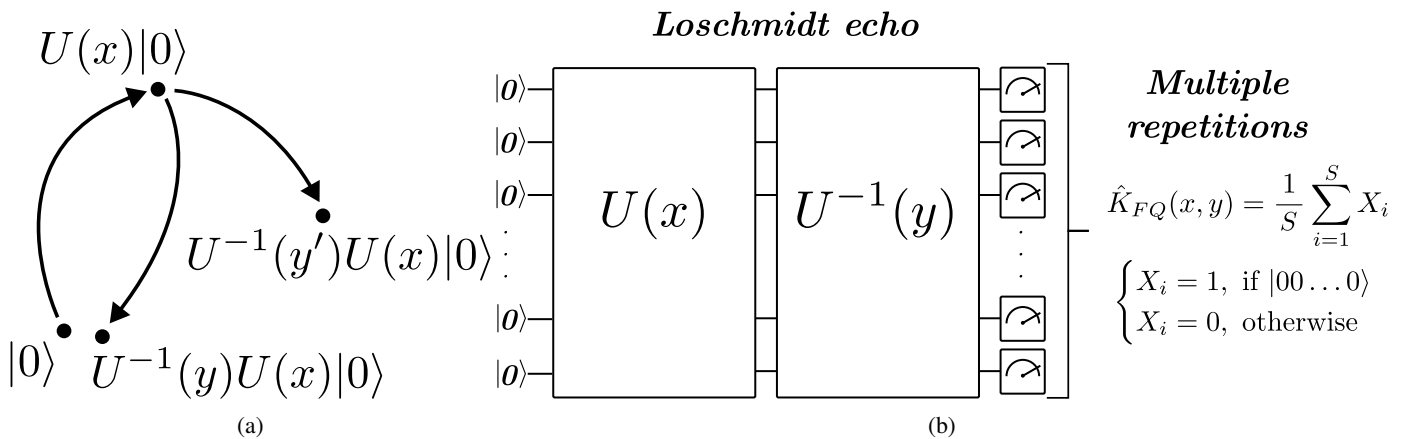 U(x)|0⟩
U⁻¹(y′)U(x)|0⟩
|0⟩
U⁻¹(y)U(x)|0⟩
(a)
Loschmidt echo
|0⟩
|0⟩
|0⟩
|0⟩
|0⟩
U(x)
U⁻¹(y)
Multiple
repetitions
K̂_{FQ}(x, y) = \frac{1}{S} \sum_{i=1}^{S} X_i
{ X_i = 1, if |00...0⟩
X_i = 0, otherwise
(b)